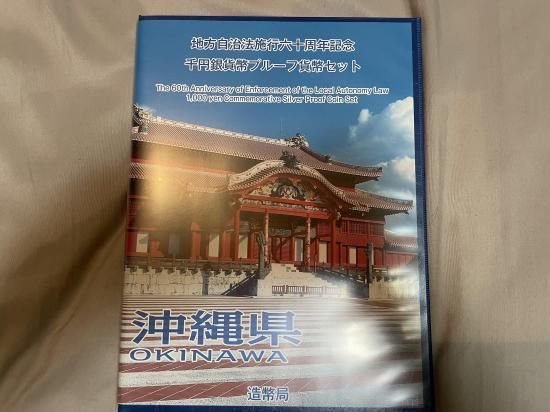 地方自治法施行六十周年記念
千円銀貨幣プルーフ貨幣セット
The 60th Anniversary of Enforcement of the Local Autonomy Law
1,000 yen Commemorative Silver Proof Coin Set
沖縄県
OKINAWA
造幣局